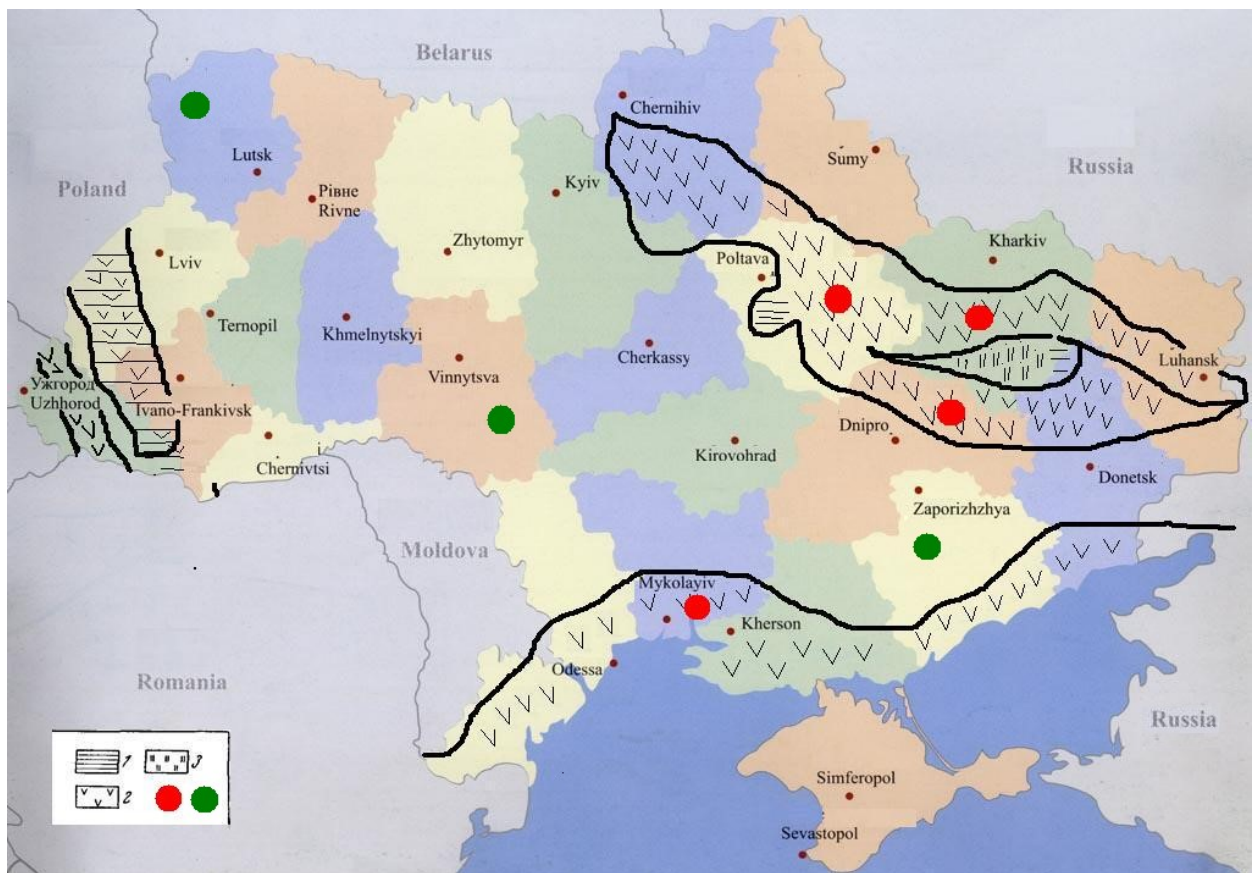 Belarus
Chernihiv
Sumy
Russia
Lutsk
Poland
Рівне
Rivne
Kyiv
Zhytomyr
Kharkiv
Lviv
Poltava
Ternopil
Khmelnytskyi
Cherkassy
Luhansk
Vinnytsva
Ужгород
Uzhhorod
Ivano-Frankivsk
Dnipro
Chernivtsi
Kirovohrad
Donetsk
Zaporizhzhya
Moldova
Mykolayiv
Kherson
Odessa
Romania
Russia
1 3
2
Simferopol
Sevastopol